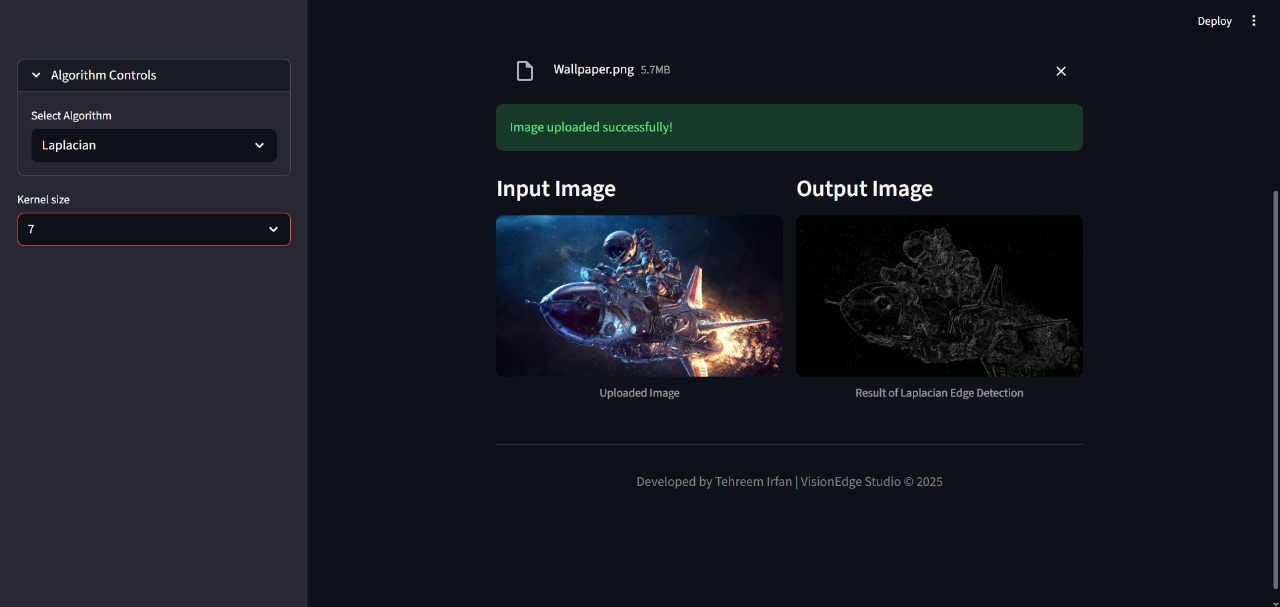 Deploy
Algorithm Controls
Select Algorithm
Laplacian
Kernel size
7
Wallpaper.png 5.7MB
Image uploaded successfully!
Input Image
Output Image
Uploaded Image
Result of Laplacian Edge Detection
Developed by Tehreem Irfan | VisionEdge Studio © 2025